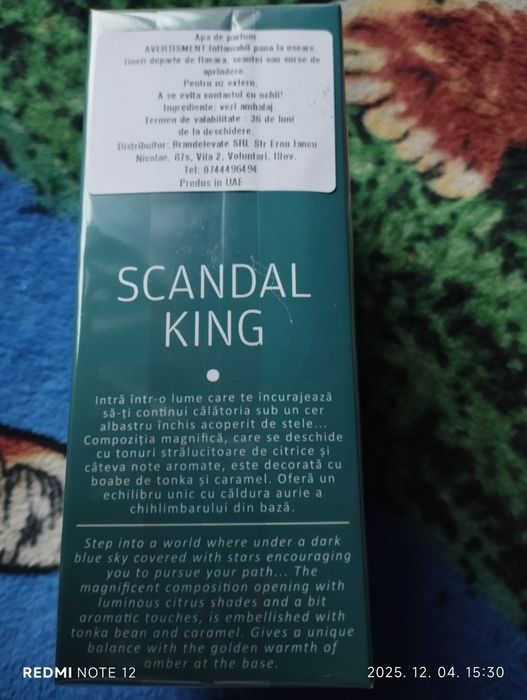 Apa de parfum
AVERTISMENT:Inflamabil pana la uscare.
Tineti departe de flacara, scantei sau surse de
aprindere.
Pentru uz extern.
A se evita contactul cu ochii!
Ingrediente: vezi ambalaj.
Termen de valabilitate : 36 de luni
de la deschidere.
Distribuitor: Brandelevate SRL Str Erou Iancu
Nicolae, 87s, Vila 2, Voluntari, Ilfov.
Tel: 0744496494
Produs in UAE
SCANDAL
KING
Intră într-o lume care te încurajează
să-ți continui călătoria sub un cer
albastru închis acoperit de stele...
Compoziția magnifică, care se deschide
cu tonuri strălucitoare de citrice și
câteva note aromate, este decorată cu
boabe de tonka și caramel. Oferă un
echilibru unic cu căldura aurie a
chihlimbarului din bază.
Step into a world where under a dark
blue sky covered with stars encouraging
you to pursue your path... The
magnificent composition opening with
luminous citrus shades and a bit
aromatic touches, is embellished with
tonka bean and caramel. Gives a unique
balance with the golden warmth of
amber at the base.
REDMI NOTE 12
2025. 12. 04. 15:30